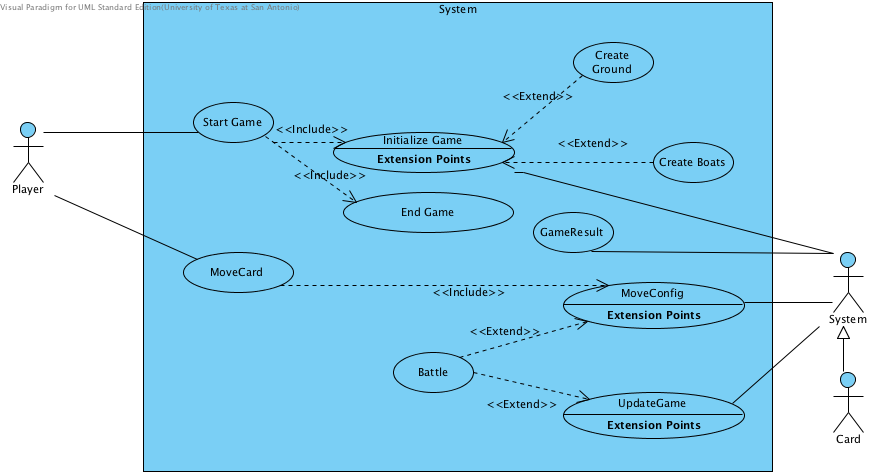 Visual Paradigm for UML Standard Edition(University of Texas at San Antonio)
System
Create
Ground
<<Extend>>
Start Game
<<Include>>
Initialize Game
Extension Points
<<Extend>>
Create Boats
<<Include>>
Player
End Game
GameResult
MoveCard
<<Include>>
MoveConfig
Extension Points
System
<<Extend>>
Battle
<<Extend>>
UpdateGame
Extension Points
Card